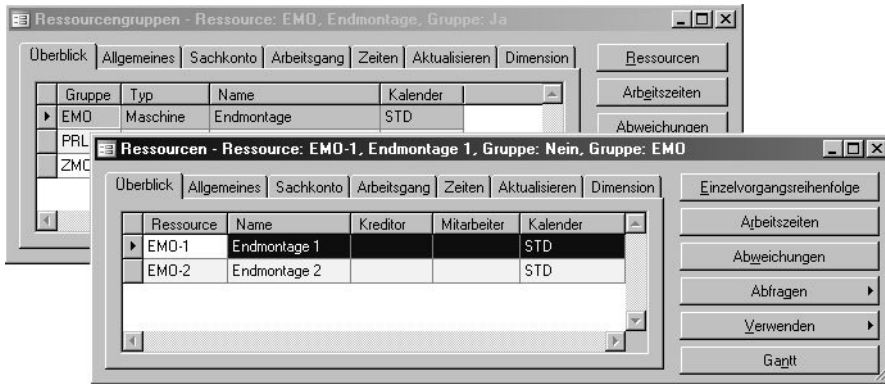 Ressourcengruppen - Ressource: EMO, Endmontage, Gruppe: Ja
Überblick Allgemeines Sachkonto Arbeitsgang Zeiten Aktualisieren Dimension
Ressourcen
Arbeitszeiten
Abweichungen
Gruppe Typ Name Kalender
EMO Maschine Endmontage STD
PRL
ZMO
Ressourcen - Ressource: EMO-1, Endmontage 1, Gruppe: Nein, Gruppe: EMO
Überblick Allgemeines Sachkonto Arbeitsgang Zeiten Aktualisieren Dimension
Einzelvorgangsreihenfolge
Arbeitszeiten
Abweichungen
Abfragen
Verwenden
Gantt
Ressource Name Kreditor Mitarbeiter Kalender
EMO-1 Endmontage 1 STD
EMO-2 Endmontage 2 STD